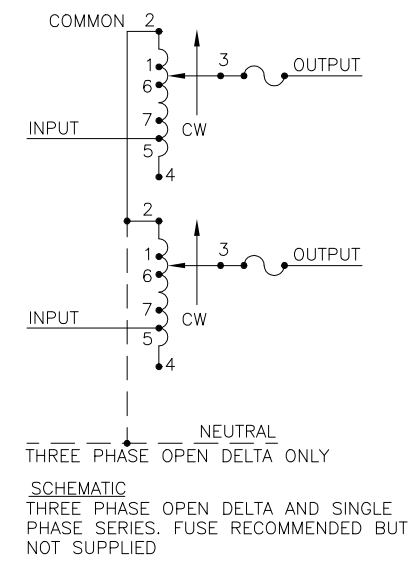 COMMON 2
1
3
OUTPUT
6
7
CW
INPUT
5
4
2
1
3
OUTPUT
6
7
CW
INPUT
5
4
NEUTRAL
THREE PHASE OPEN DELTA ONLY
SCHEMATIC
THREE PHASE OPEN DELTA AND SINGLE
PHASE SERIES. FUSE RECOMMENDED BUT
NOT SUPPLIED